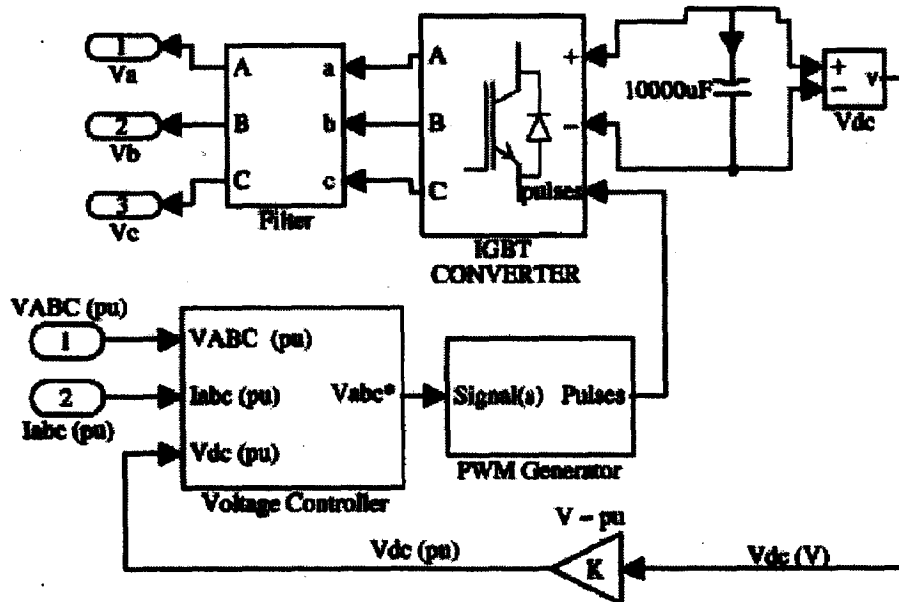 1
Va
2
Vb
3
Vc
A
B
C
a
b
c
Filter
A
B
C
+
−
pulses
IGBT
CONVERTER
10000uF
+
−
v
Vdc
VABC (pu)
1
2
Iabc (pu)
VABC (pu)
Iabc (pu)
Vdc (pu)
Vabc*
Voltage Controller
Signal(s)
Pulses
PWM Generator
V − pu
K
Vdc (pu)
Vdc (V)